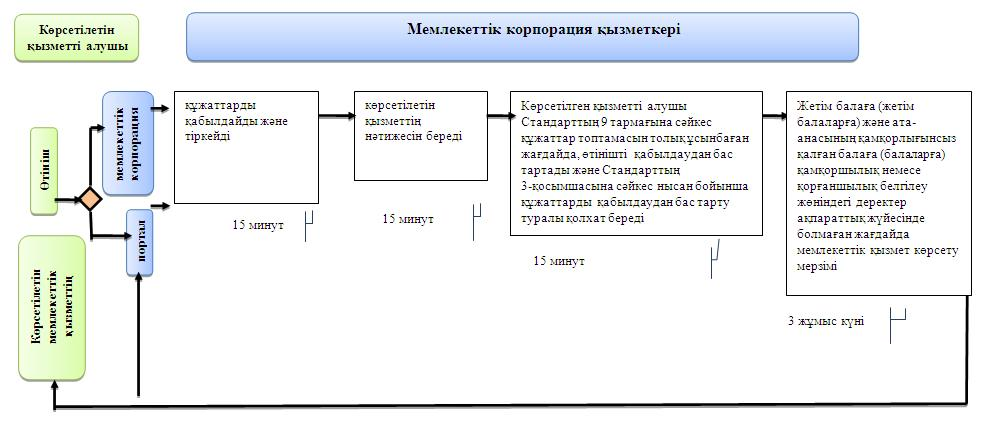 Көрсетілетін
қызметті алушы
Мемлекеттік корпорация қызметкері
Өтініш
мемлекеттік
корпорация
портал
Көрсетілетін
мемлекеттік
қызметтің
құжаттарды
қабылдайды және
тіркейді
15 минут
көрсетілетін
қызметтің
нәтижесін береді
15 минут
Көрсетілген қызметті алушы
Стандарттың 9 тармағына сәйкес
құжаттар топтамасын толық ұсынбаған
жағдайда, өтінішті қабылдаудан бас
тартады және Стандарттың
3-қосымшасына сәйкес нысан бойынша
құжаттарды қабылдаудан бас тарту
туралы қолхат береді
15 минут
Жетім балаға (жетім
балаларға) және ата-
анасының қамқорлығынсыз
қалған балаға (балаларға)
қамқоршылық немесе
қорғаншылық белгілеу
жөніндегі деректер
ақпараттық жүйесінде
болмаған жағдайда
мемлекеттік қызмет көрсету
мерзімі
3 жұмыс күні